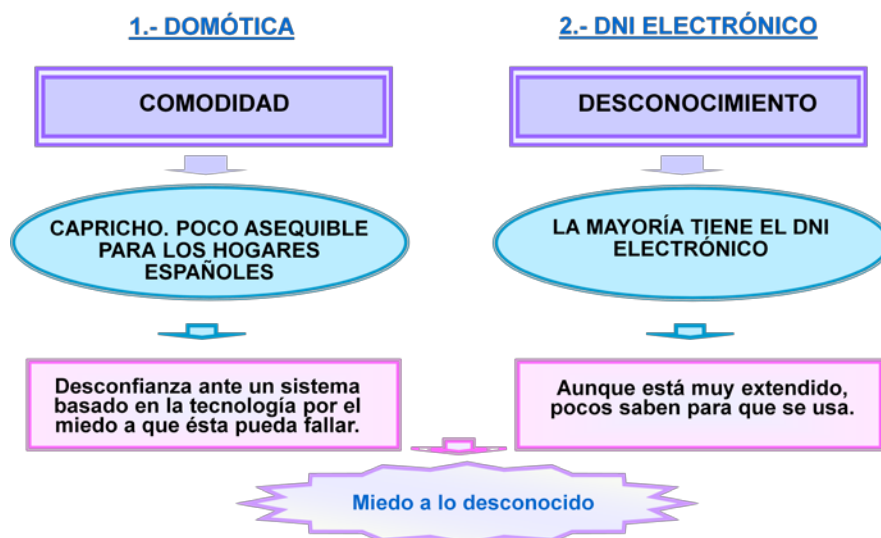 1.- DOMÓTICA
COMODIDAD
CAPRICHO. POCO ASEQUIBLE
PARA LOS HOGARES
ESPAÑOLES
Desconfianza ante un sistema
basado en la tecnología por el
miedo a que ésta pueda fallar.
2.- DNI ELECTRÓNICO
DESCONOCIMIENTO
LA MAYORÍA TIENE EL DNI
ELECTRÓNICO
Aunque está muy extendido,
pocos saben para que se usa.
Miedo a lo desconocido